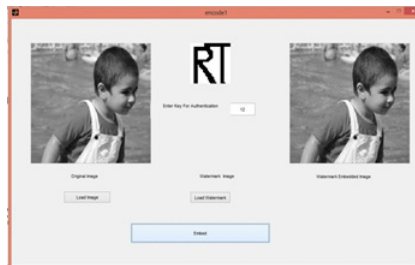 encode1
RT
Enter Key For Authentication
10
Original Image
Watermark Image
Watermark Embedded Image
Load Image
Load Watermark
Embed